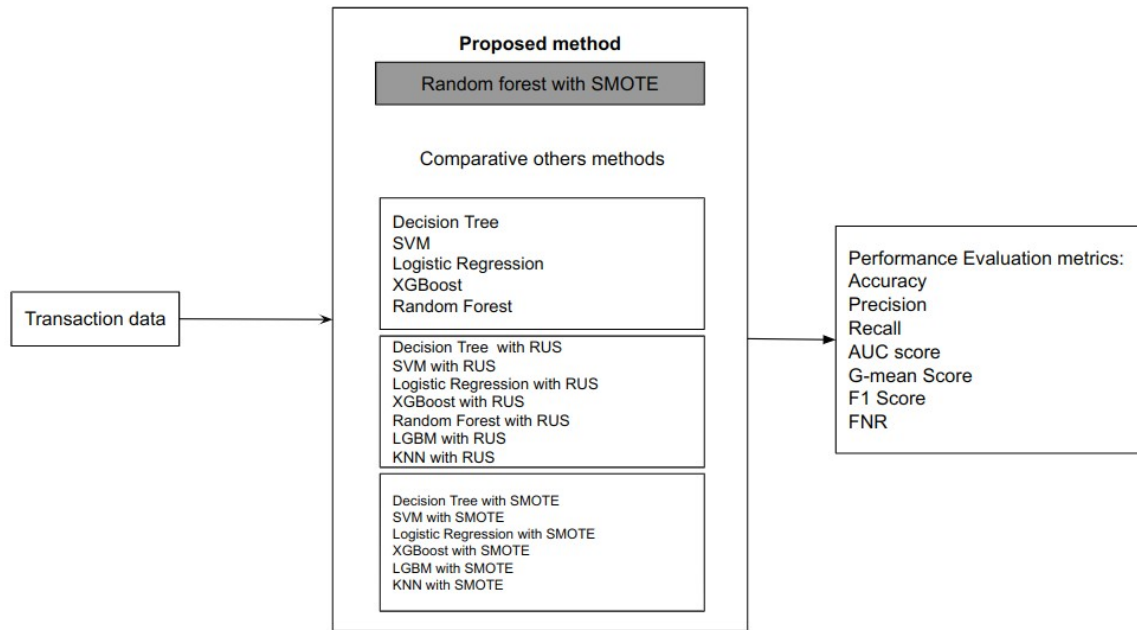 Proposed method
Random forest with SMOTE
Comparative others methods
Decision Tree
SVM
Logistic Regression
XGBoost
Random Forest
Transaction data
Decision Tree with RUS
SVM with RUS
Logistic Regression with RUS
XGBoost with RUS
Random Forest with RUS
LGBM with RUS
KNN with RUS
Decision Tree with SMOTE
SVM with SMOTE
Logistic Regression with SMOTE
XGBoost with SMOTE
LGBM with SMOTE
KNN with SMOTE
Performance Evaluation metrics:
Accuracy
Precision
Recall
AUC score
G-mean Score
F1 Score
FNR